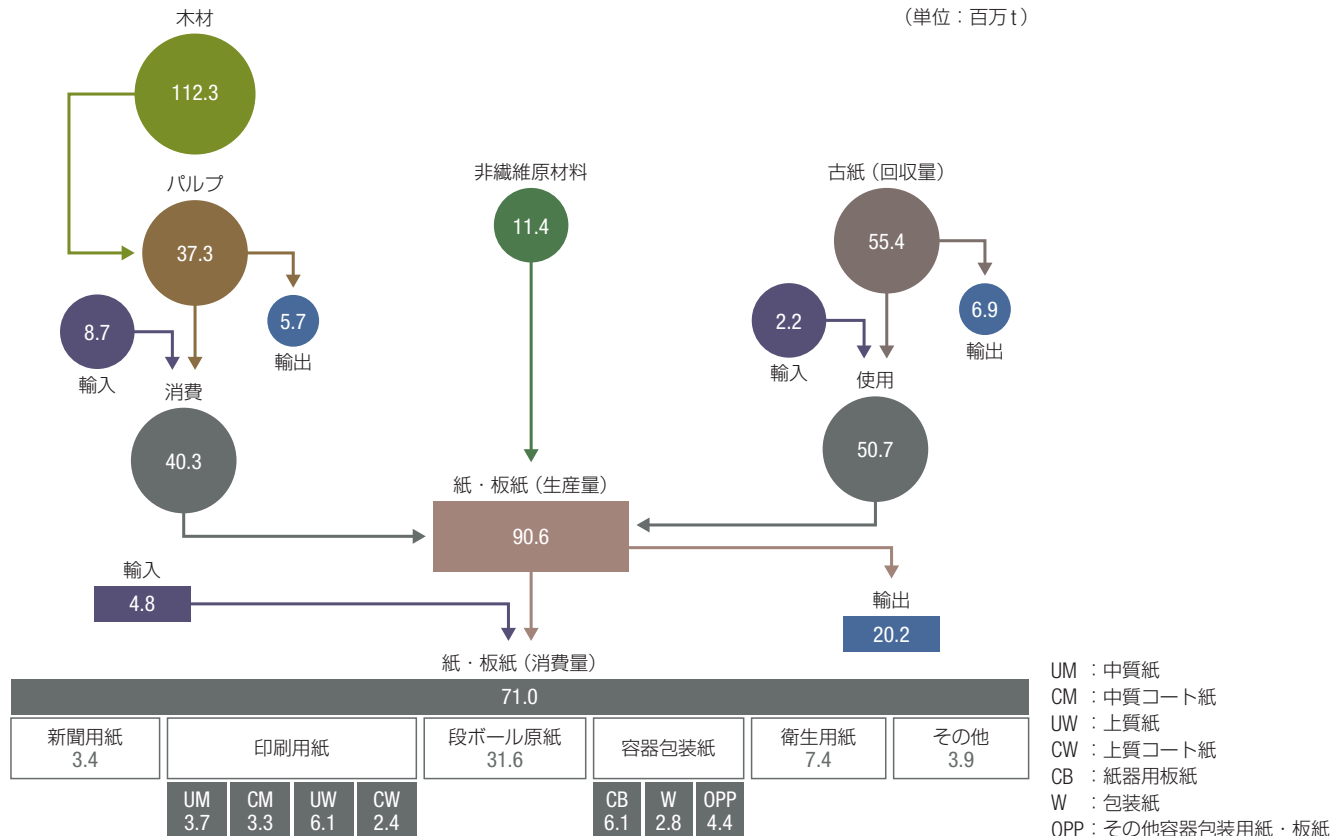 （単位：百万t）
木材
112.3
パルプ
37.3
8.7
輸入
5.7
輸出
消費
40.3
非繊維原材料
11.4
古紙（回収量）
55.4
2.2
輸入
6.9
輸出
使用
50.7
紙・板紙（生産量）
90.6
輸入
4.8
輸出
20.2
紙・板紙（消費量）
71.0
新聞用紙
3.4
印刷用紙
段ボール原紙
31.6
容器包装紙
衛生用紙
7.4
その他
3.9
UM
3.7
CM
3.3
UW
6.1
CW
2.4
CB
6.1
W
2.8
OPP
4.4
UM：中質紙
CM：中質コート紙
UW：上質紙
CW：上質コート紙
CB：紙器用板紙
W：包装紙
OPP：その他容器包装用紙・板紙